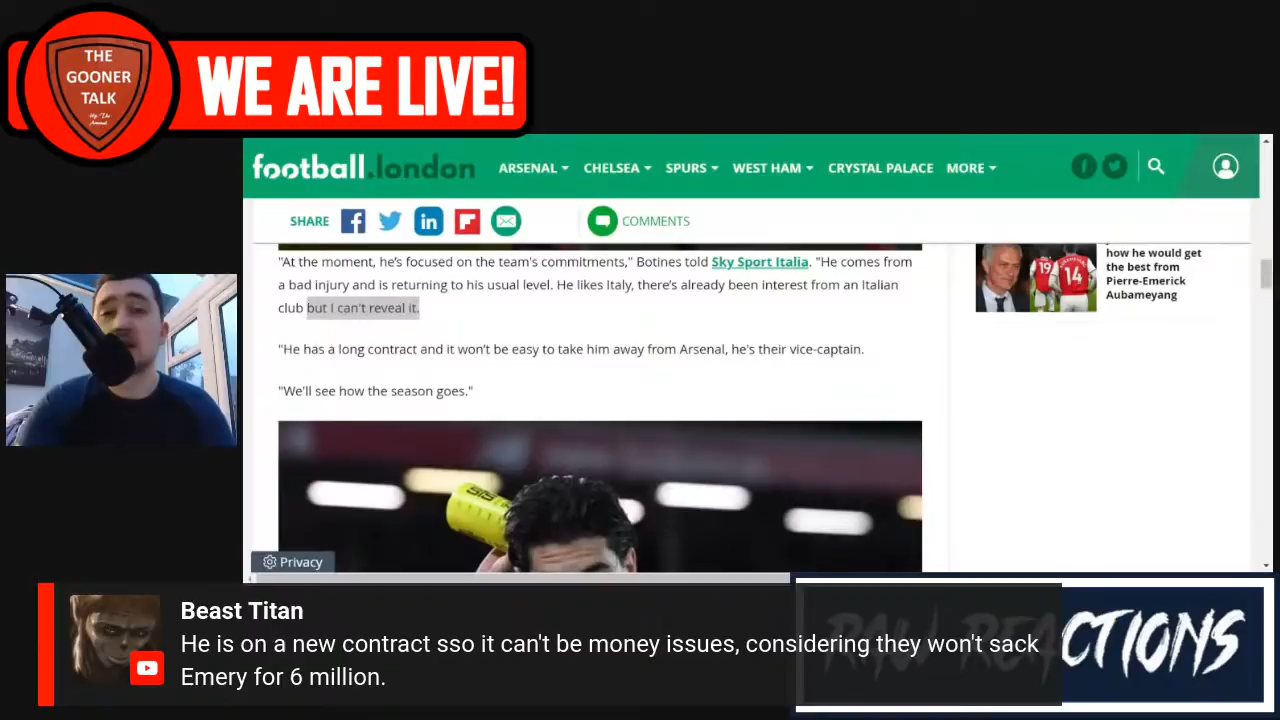 THE
GOONER
TALK
WE ARE LIVE!
football.london
ARSENAL
CHELSEA
SPURS
WEST HAM
CRYSTAL PALACE
MORE
SHARE
COMMENTS
"At the moment, he's focused on the team's commitments," Botines told Sky Sport Italia. "He comes from
a bad injury and is returning to his usual level. He likes Italy, there's already been interest from an Italian
club but I can't reveal it.
"He has a long contract and it won't be easy to take him away from Arsenal, he's their vice-captain.
"We'll see how the season goes."
how he would get
the best from
Pierre-Emerick
Aubameyang
19
14
Privacy
Beast Titan
He is on a new contract sso it can't be money issues, considering they won't sack
Emery for 6 million.
RAW REACTIONS